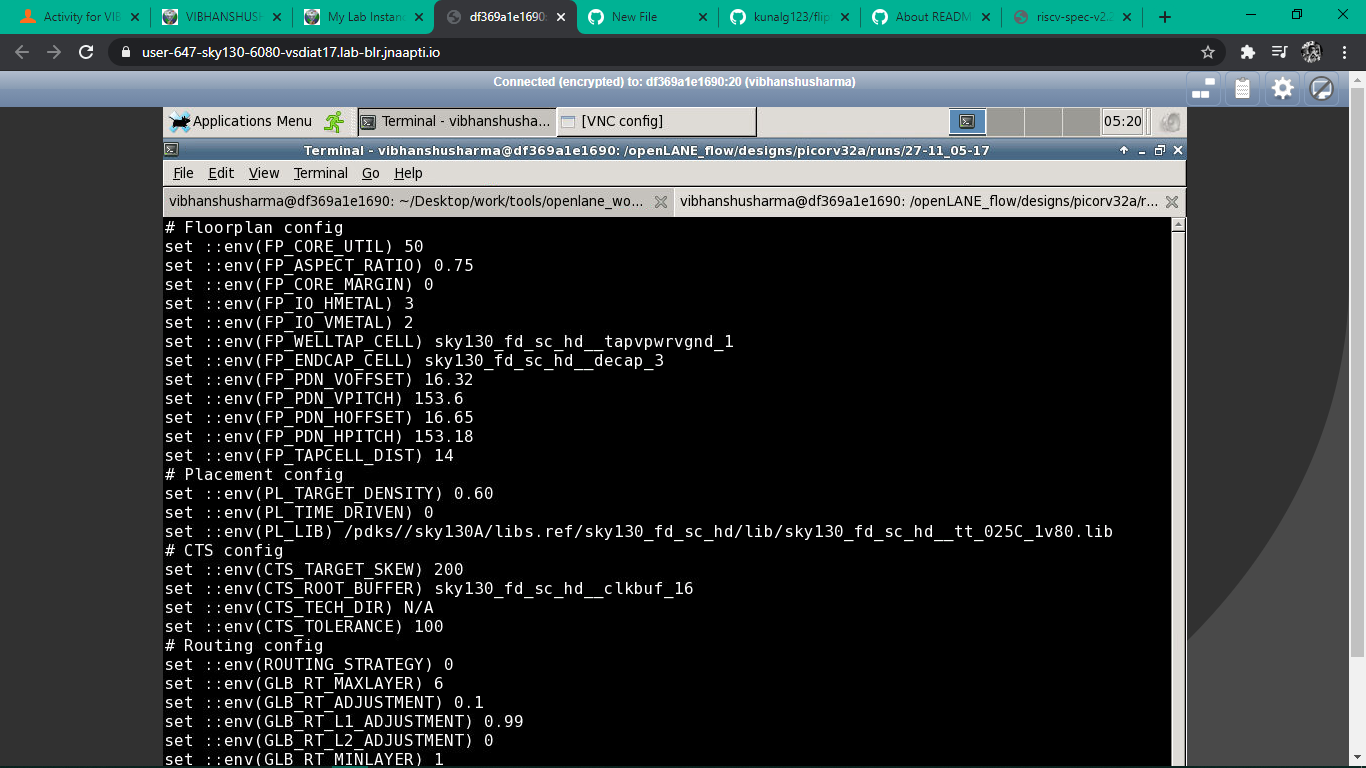 Activity for VIB
VIBHANSHUSH
My Lab Instan
df369a1e1690:
New File
kunalg123/flip
About READM
riscv-spec-v2.
user-647-sky130-6080-vsdiat17.lab-blr.jnaapti.io
Connected (encrypted) to: df369a1e1690:20 (vibhanshusharma)
Applications Menu
Terminal - vibhanshusha...
[VNC config]
05:20
Terminal - vibhanshusharma@df369a1e1690: /openLANE_flow/designs/picorv32a/runs/27-11_05-17
File Edit View Terminal Go Help
vibhanshusharma@df369a1e1690: ~/Desktop/work/tools/openlane_wo...
vibhanshusharma@df369a1e1690: /openLANE_flow/designs/picorv32a/r...
# Floorplan config
set ::env(FP_CORE_UTIL) 50
set ::env(FP_ASPECT_RATIO) 0.75
set ::env(FP_CORE_MARGIN) 0
set ::env(FP_IO_HMETAL) 3
set ::env(FP_IO_VMETAL) 2
set ::env(FP_WELLTAP_CELL) sky130_fd_sc_hd__tapvpwrvgnd_1
set ::env(FP_ENDCAP_CELL) sky130_fd_sc_hd__decap_3
set ::env(FP_PDN_VOFFSET) 16.32
set ::env(FP_PDN_VPITCH) 153.6
set ::env(FP_PDN_HOFFSET) 16.65
set ::env(FP_PDN_HPITCH) 153.18
set ::env(FP_TAPCELL_DIST) 14
# Placement config
set ::env(PL_TARGET_DENSITY) 0.60
set ::env(PL_TIME_DRIVEN) 0
set ::env(PL_LIB) /pdks//sky130A/libs.ref/sky130_fd_sc_hd/lib/sky130_fd_sc_hd__tt_025C_1v80.lib
# CTS config
set ::env(CTS_TARGET_SKEW) 200
set ::env(CTS_ROOT_BUFFER) sky130_fd_sc_hd__clkbuf_16
set ::env(CTS_TECH_DIR) N/A
set ::env(CTS_TOLERANCE) 100
# Routing config
set ::env(ROUTING_STRATEGY) 0
set ::env(GLB_RT_MAXLAYER) 6
set ::env(GLB_RT_ADJUSTMENT) 0.1
set ::env(GLB_RT_L1_ADJUSTMENT) 0.99
set ::env(GLB_RT_L2_ADJUSTMENT) 0
set ::env(GLB_RT_MINLAYER) 1